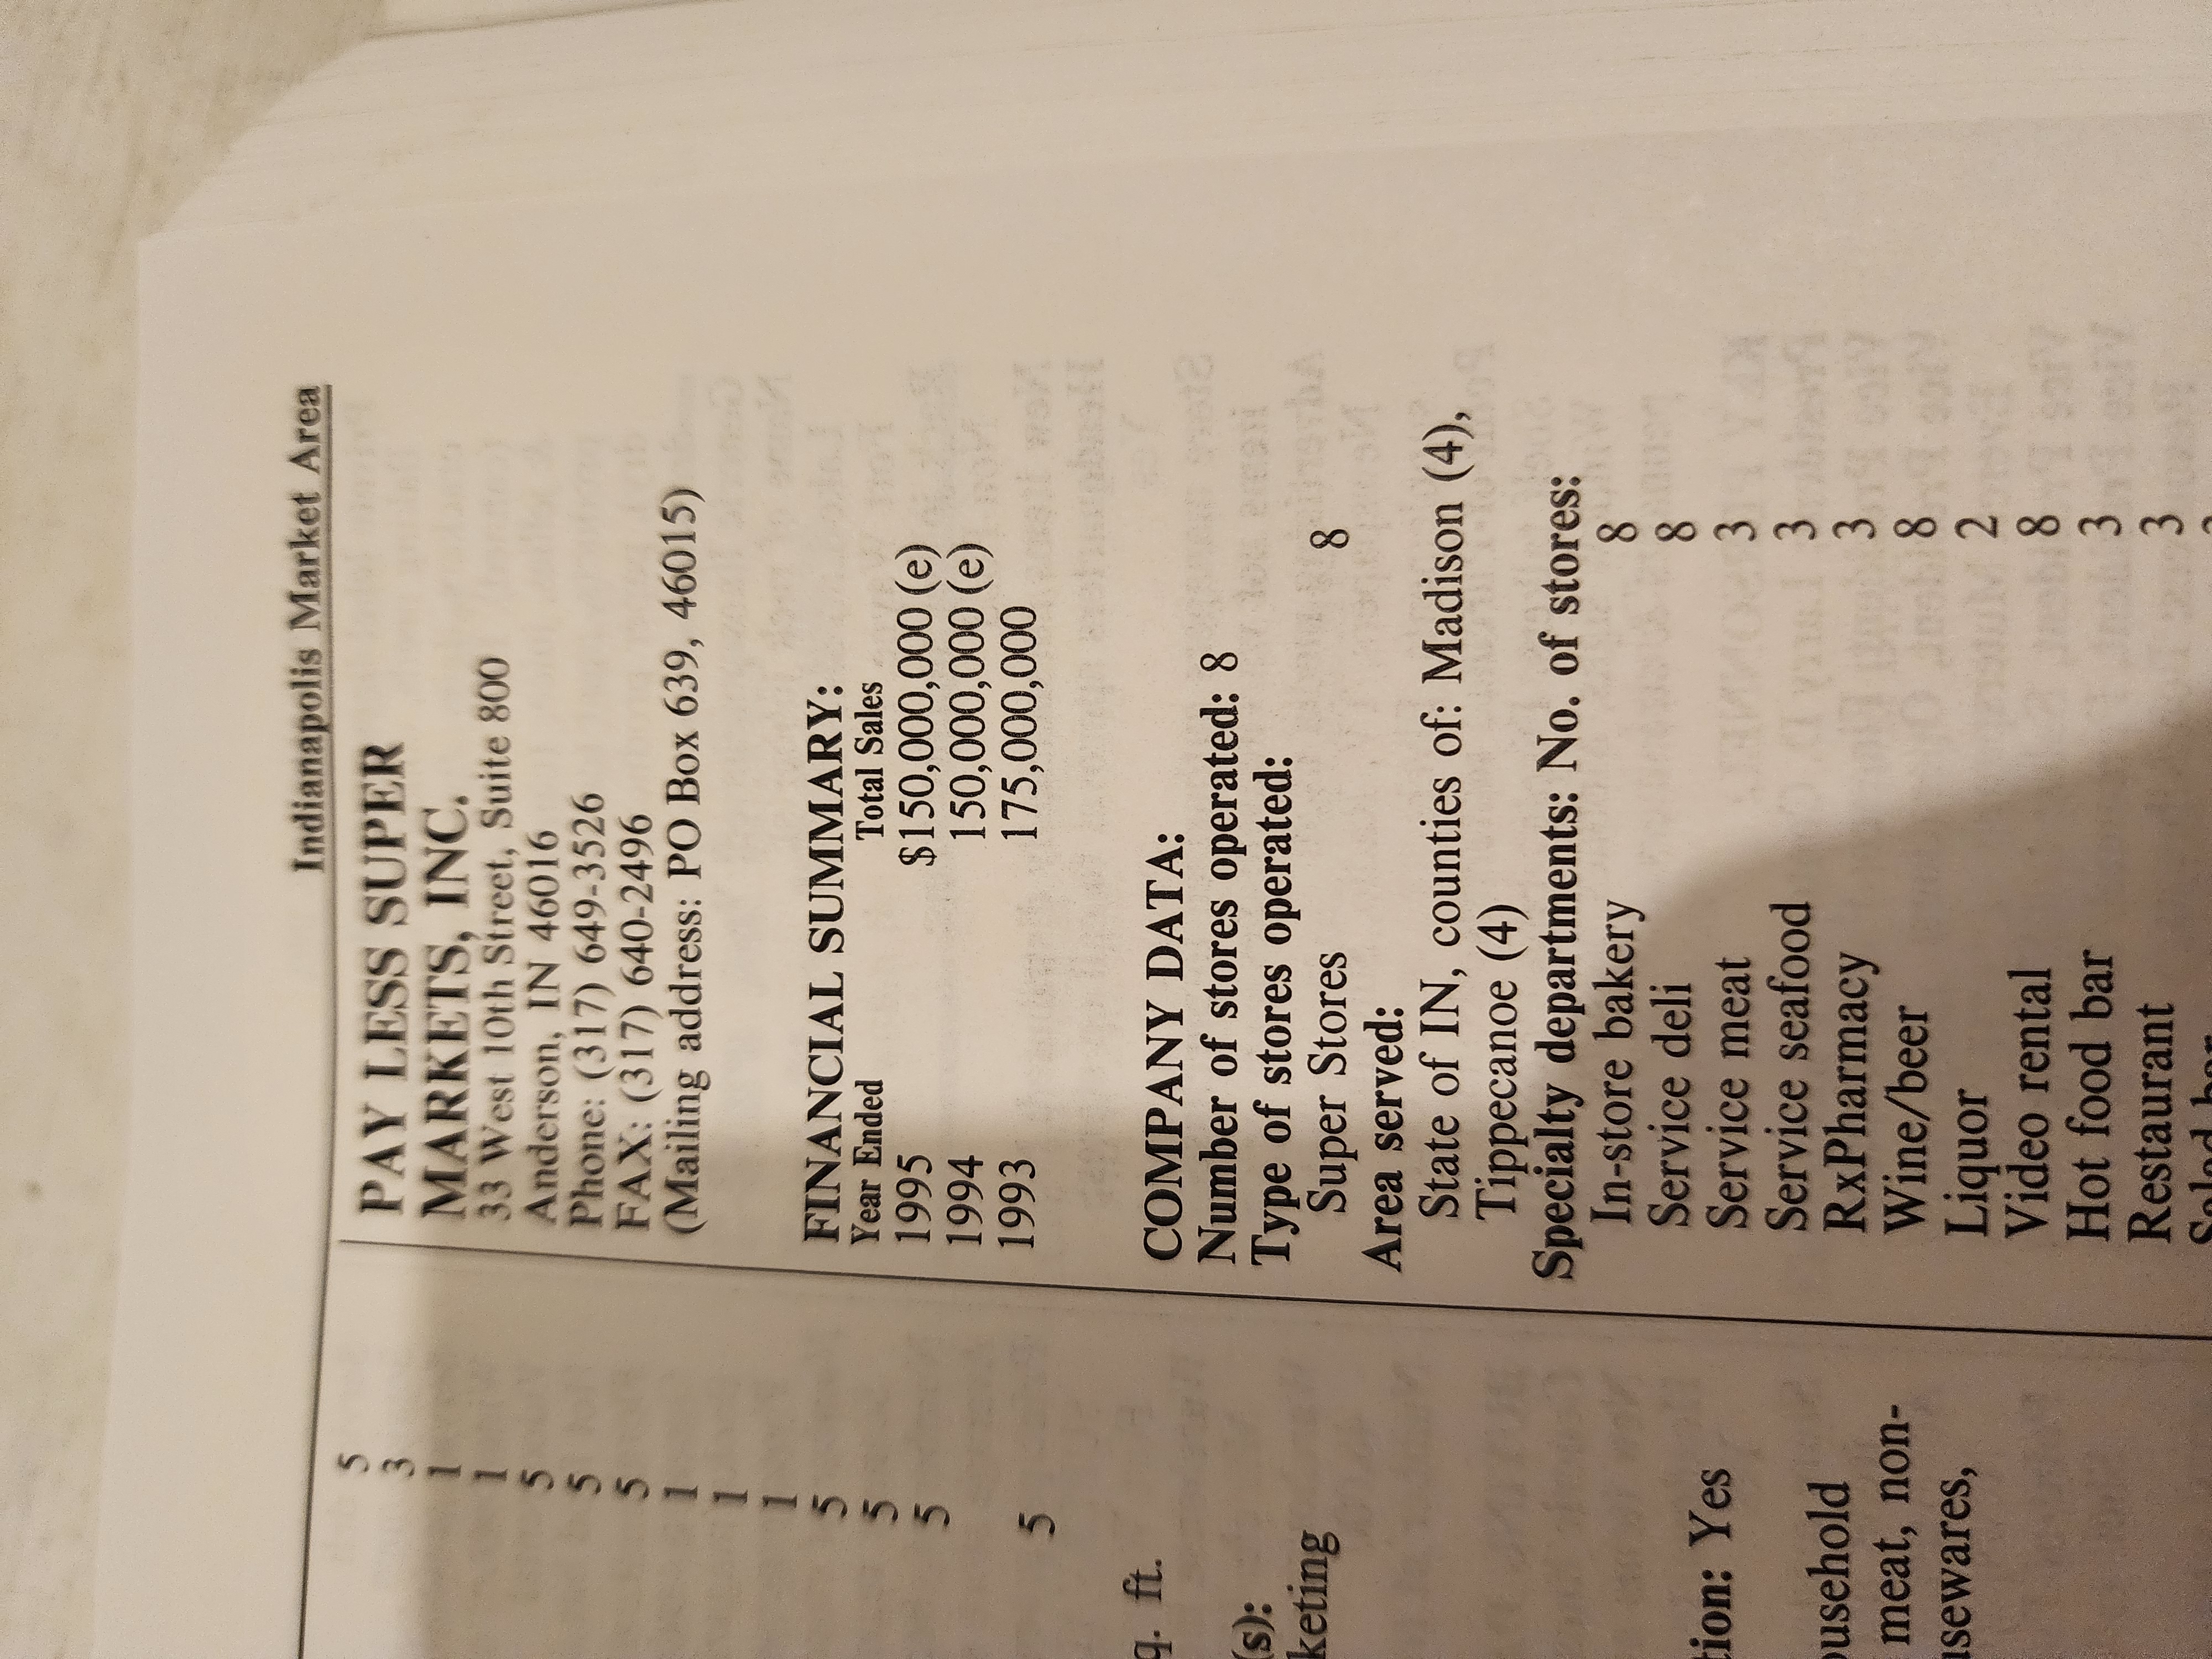 Indianapolis Market Area
5
3
1
1
5
5
5
1
1
1
5
5
5
5
q. ft.
(s):
keting
tion: Yes
ousehold
meat, non-
usewares,
PAY LESS SUPER
MARKETS, INC.
33 West 10th Street, Suite 800
Anderson, IN 46016
Phone: (317) 649-3526
FAX: (317) 640-2496
(Mailing address: PO Box 639, 46015)
FINANCIAL SUMMARY:
Year Ended Total Sales
1995 $150,000,000 (e)
1994 150,000,000 (e)
1993 175,000,000
COMPANY DATA:
Number of stores operated: 8
Type of stores operated:
Super Stores 8
Area served:
State of IN, counties of: Madison (4),
Tippecanoe (4)
Specialty departments: No. of stores:
In-store bakery 8
Service deli 8
Service meat 3
Service seafood 3
RxPharmacy 3
Wine/beer 8
Liquor 2
Video rental 8
Hot food bar 3
Restaurant 3
Salad bar